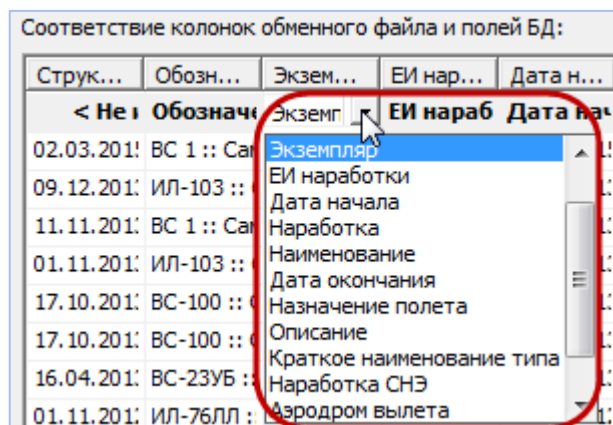 Соответствие колонок обменного файла и полей БД:
Струк... Обозн... Экзем... ЕИ нар... Дата н...
< Не Обозначе Экземп ЕИ нараб Дата нач
02.03.201 ВС 1 :: Сам Экземпляр
ЕИ наработки
09.12.201 ИЛ-103 :: Дата начала
11.11.201 ВС 1 :: Сам Наработка
Наименование
01.11.201 ИЛ-103 :: Дата окончания
17.10.201 ВС-100 :: Назначение полета
17.10.201 ВС-100 :: Описание
Краткое наименование типа
16.04.201 ВС-23УБ :: Наработка СНЭ
01.11.201 ИЛ-76ЛЛ : Аэродром вылета